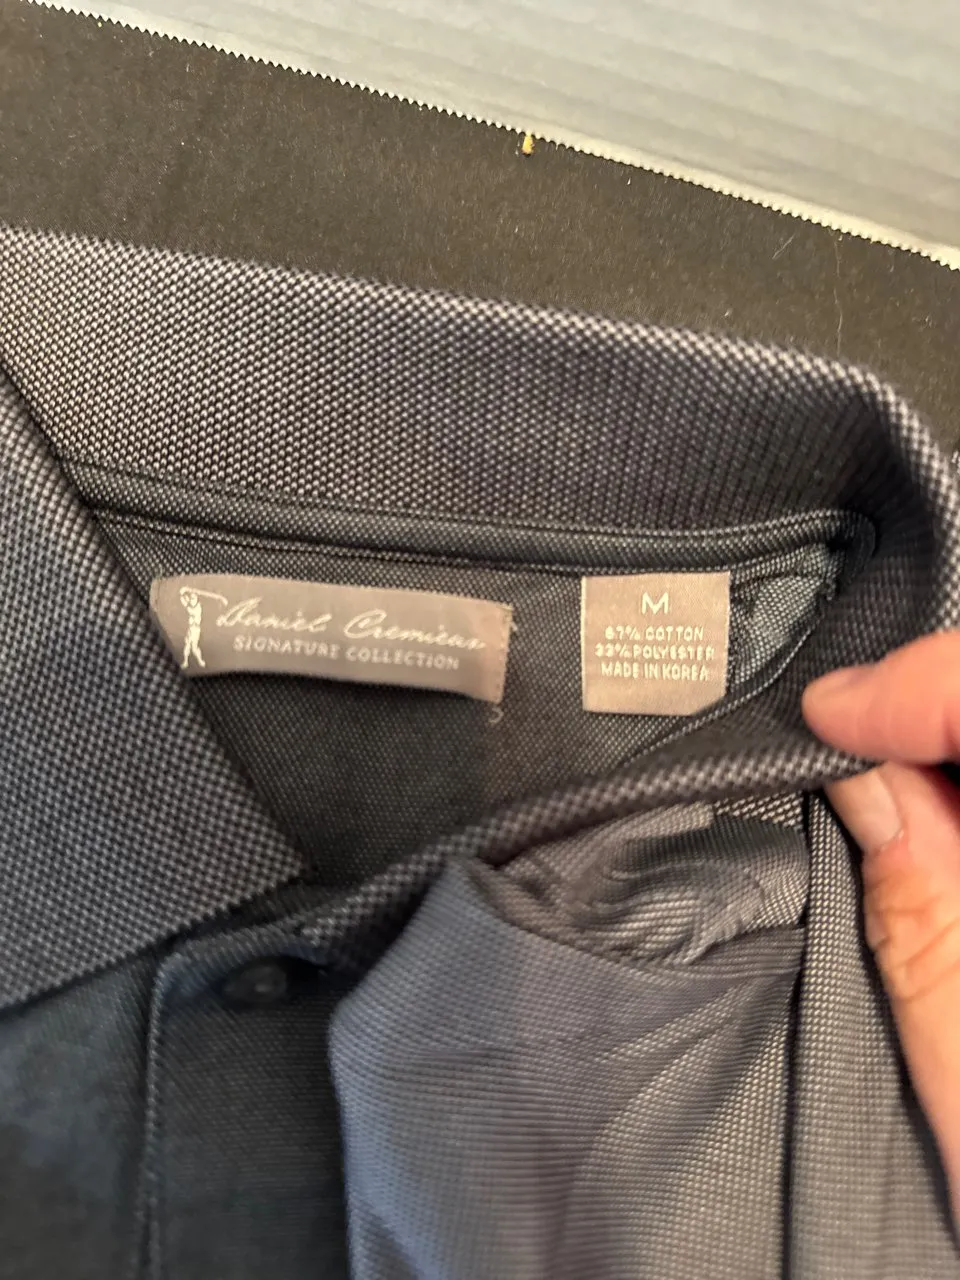 Daniel Cremieux
SIGNATURE COLLECTION
M
67% COTTON
33% POLYESTER
MADE IN KOREA